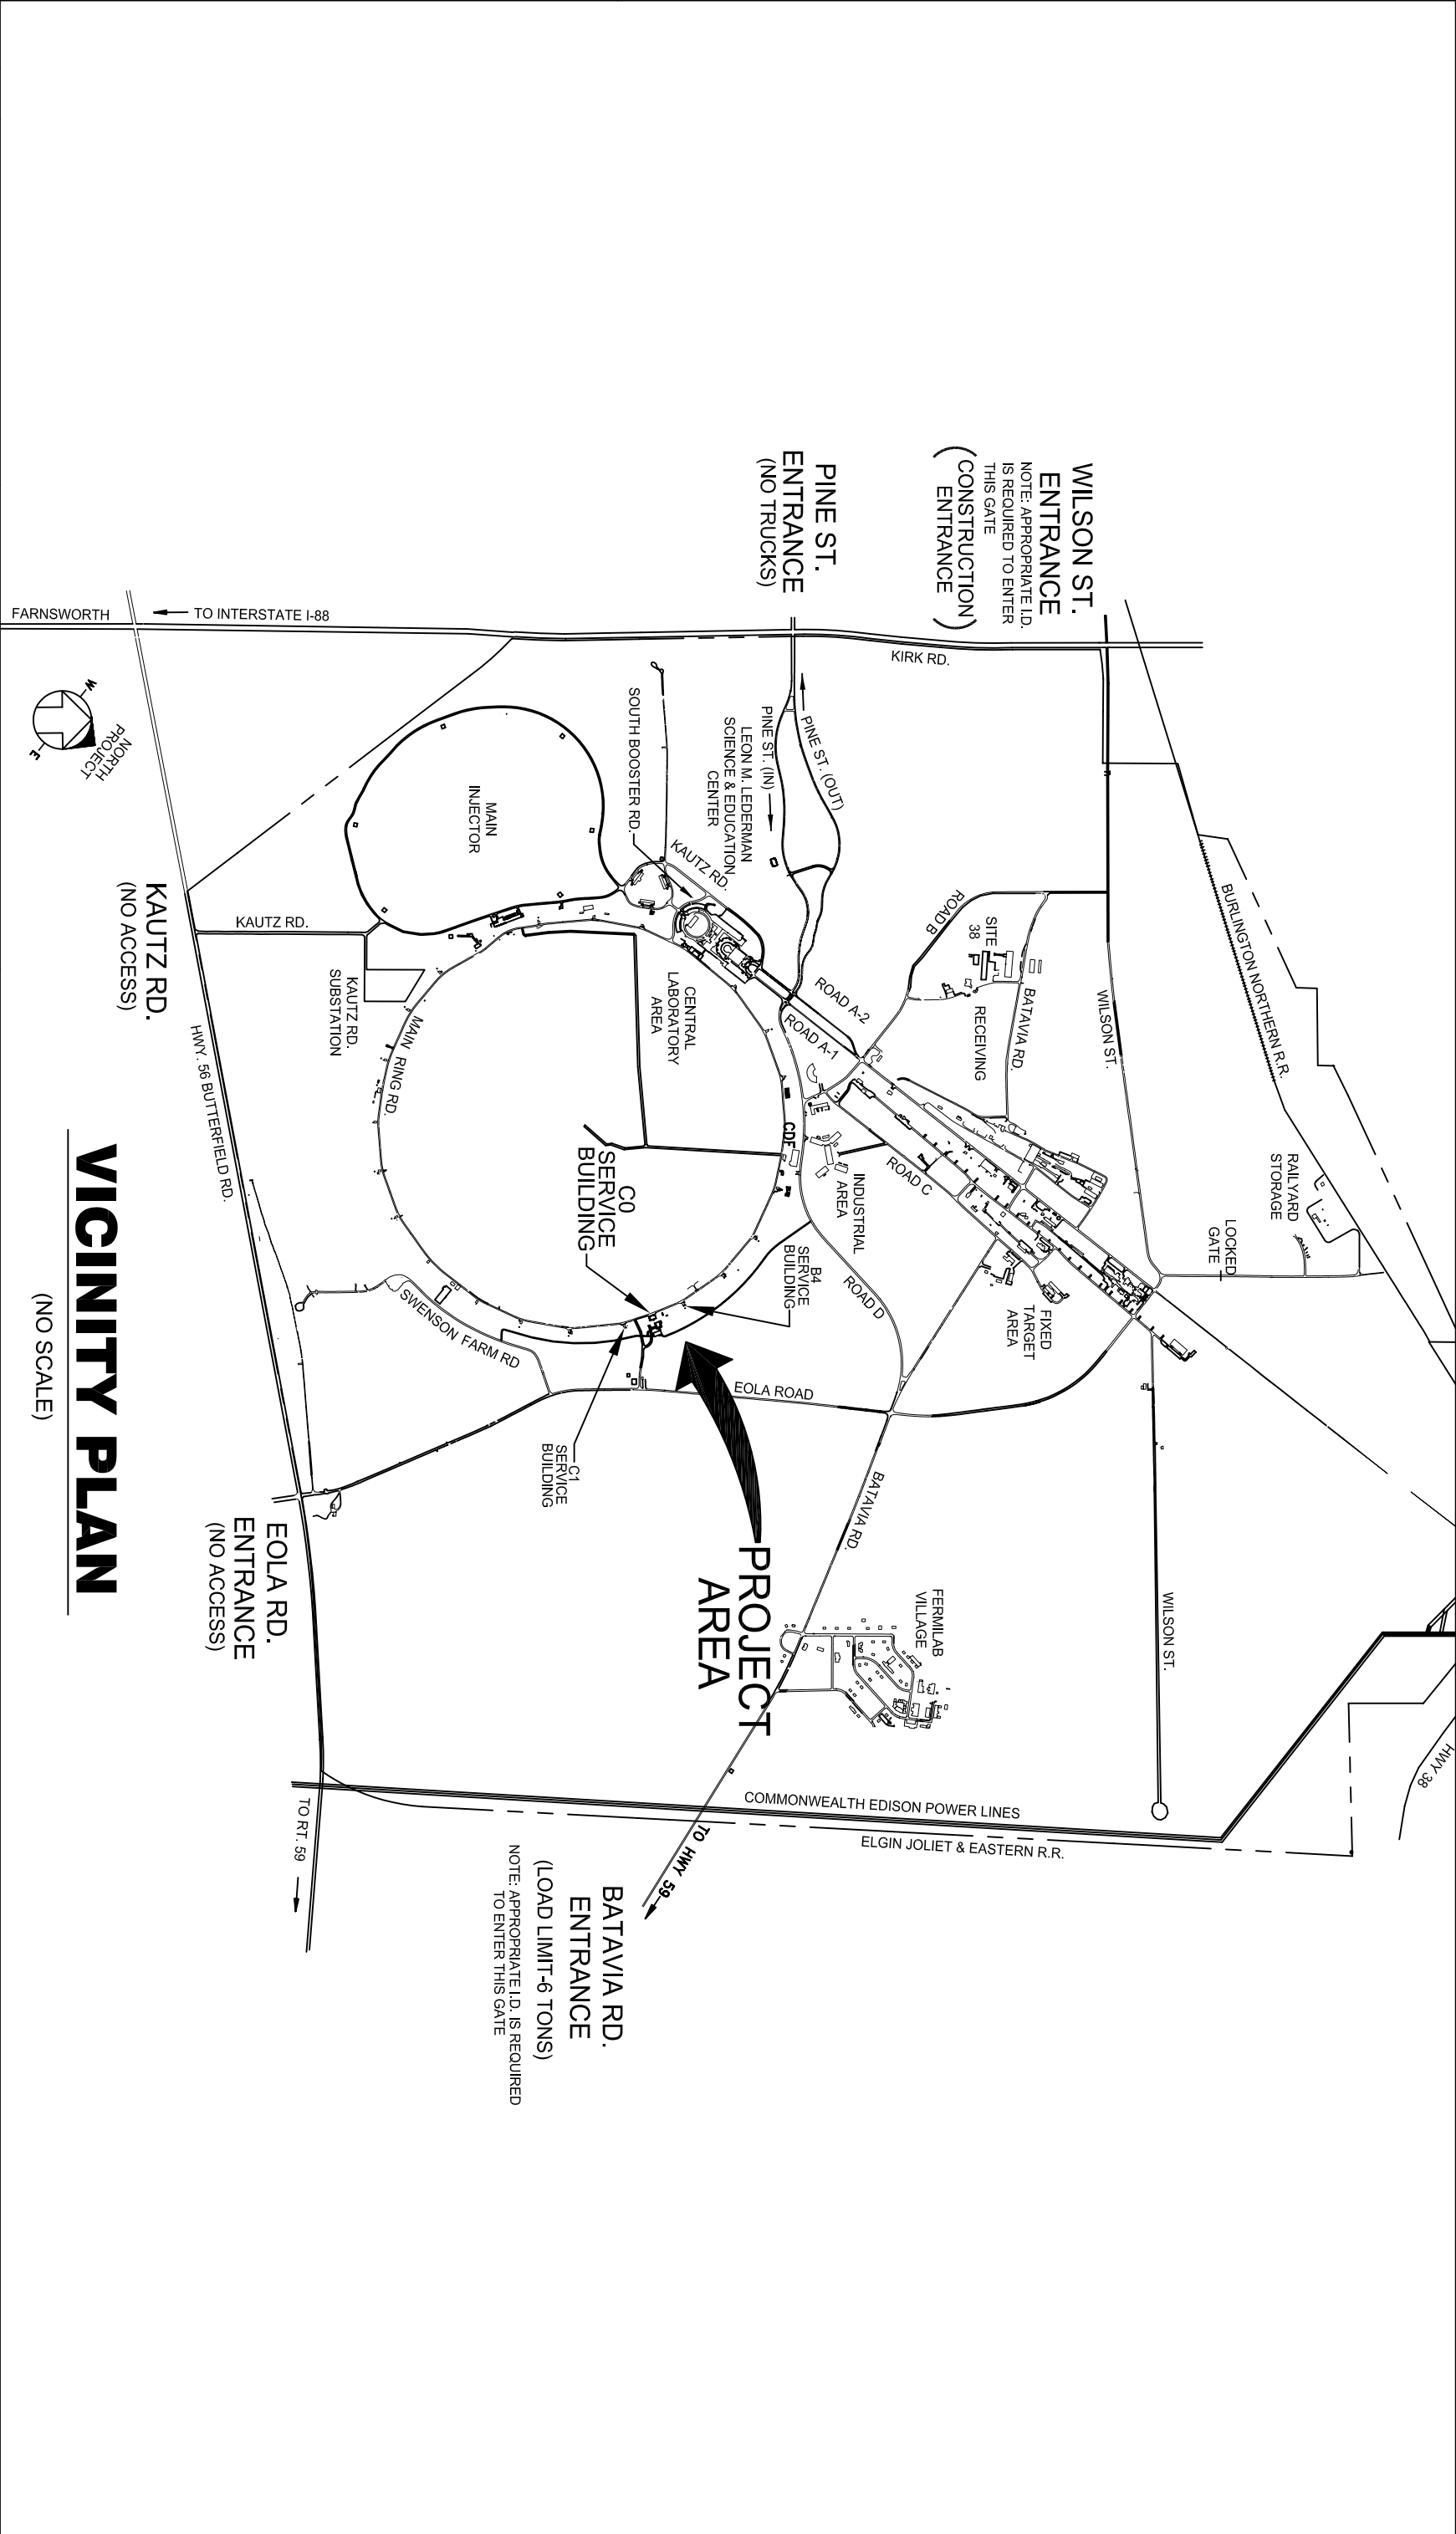 WILSON ST.
ENTRANCE
NOTE: APPROPRIATE I.D.
IS REQUIRED TO ENTER
THIS GATE
(CONSTRUCTION
ENTRANCE)
PINE ST.
ENTRANCE
(NO TRUCKS)
FARNSWORTH
TO INTERSTATE I-88
KIRK RD.
BURLINGTON NORTHERN R.R.
RAILYARD
STORAGE
LOCKED
GATE
WILSON ST.
ROAD B
SITE
38
RECEIVING
BATAVIA RD.
PINE ST. (OUT)
PINE ST. (IN)
LEON M. LEDERMAN
SCIENCE & EDUCATION
CENTER
SOUTH BOOSTER RD.
KAUTZ RD.
MAIN
INJECTOR
ROAD A-2
ROAD A-1
CENTRAL
LABORATORY
AREA
CDF
INDUSTRIAL
AREA
ROAD C
ROAD D
FIXED
TARGET
AREA
B4
SERVICE
BUILDING
C0
SERVICE
BUILDING
C1
SERVICE
BUILDING
MAIN RING RD.
KAUTZ RD.
KAUTZ RD.
SUBSTATION
SWENSON FARM RD
EOLA ROAD
PROJECT
AREA
BATAVIA RD.
FERMILAB
VILLAGE
WILSON ST.
HWY 38
COMMONWEALTH EDISON POWER LINES
ELGIN JOLIET & EASTERN R.R.
TO HWY 59
BATAVIA RD.
ENTRANCE
(LOAD LIMIT-6 TONS)
NOTE: APPROPRIATE I.D. IS REQUIRED
TO ENTER THIS GATE
TO RT. 59
EOLA RD.
ENTRANCE
(NO ACCESS)
HWY. 56 BUTTERFIELD RD.
KAUTZ RD.
(NO ACCESS)
W
E
NORTH
PROJECT
VICINITY PLAN
(NO SCALE)